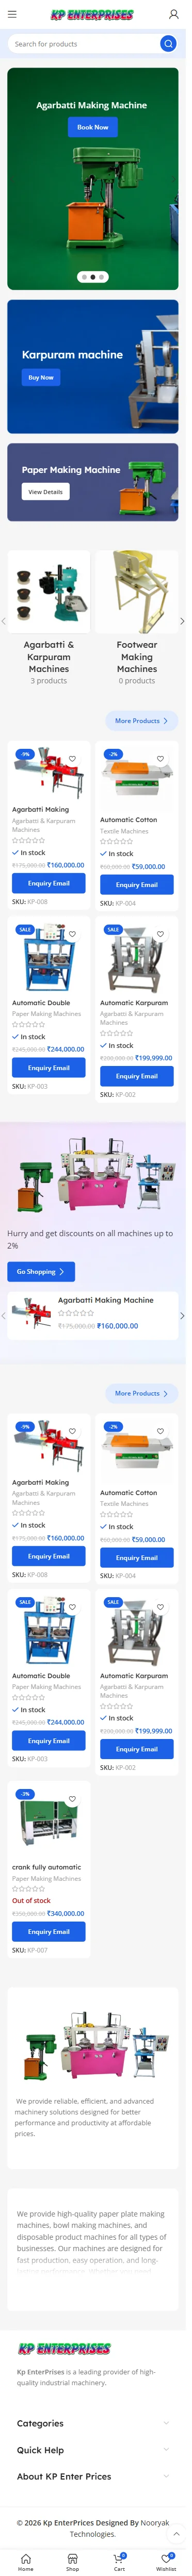 KP ENTERPRISES
Search for products
Agarbatti Making Machine
Book Now
Karpuram machine
Buy Now
Paper Making Machine
View Details
Agarbatti &
Karpuram
Machines
3 products
Footwear
Making
Machines
0 products
More Products
-9%
Agarbatti Making
Agarbatti & Karpuram
Machines
In stock
₹175,000.00 ₹160,000.00
Enquiry Email
SKU: KP-008
-2%
Automatic Cotton
Textile Machines
In stock
₹60,000.00 ₹59,000.00
Enquiry Email
SKU: KP-004
SALE
Automatic Double
Paper Making Machines
In stock
₹245,000.00 ₹244,000.00
Enquiry Email
SKU: KP-003
SALE
Automatic Karpuram
Agarbatti & Karpuram
Machines
In stock
₹200,000.00 ₹199,999.00
Enquiry Email
SKU: KP-002
Hurry and get discounts on all machines up to
2%
Go Shopping
Agarbatti Making Machine
₹175,000.00 ₹160,000.00
More Products
-9%
Agarbatti Making
Agarbatti & Karpuram
Machines
In stock
₹175,000.00 ₹160,000.00
Enquiry Email
SKU: KP-008
-2%
Automatic Cotton
Textile Machines
In stock
₹60,000.00 ₹59,000.00
Enquiry Email
SKU: KP-004
SALE
Automatic Double
Paper Making Machines
In stock
₹245,000.00 ₹244,000.00
Enquiry Email
SKU: KP-003
SALE
Automatic Karpuram
Agarbatti & Karpuram
Machines
In stock
₹200,000.00 ₹199,999.00
Enquiry Email
SKU: KP-002
-3%
crank fully automatic
Paper Making Machines
Out of stock
₹350,000.00 ₹340,000.00
Enquiry Email
SKU: KP-007
We provide reliable, efficient, and advanced
machinery solutions designed for better
performance and productivity at affordable
prices.
We provide high-quality paper plate making
machines, bowl making machines, and
disposable product machines for all types of
businesses. Our machines are designed for
fast production, easy operation, and long-
KP ENTERPRISES
Kp EnterPrises is a leading provider of high-
quality industrial machinery.
Categories
Quick Help
About KP Enter Prices
© 2026 Kp EnterPrises Designed By Nooryak
Technologies.
Home
Shop
0
Cart
0
Wishlist